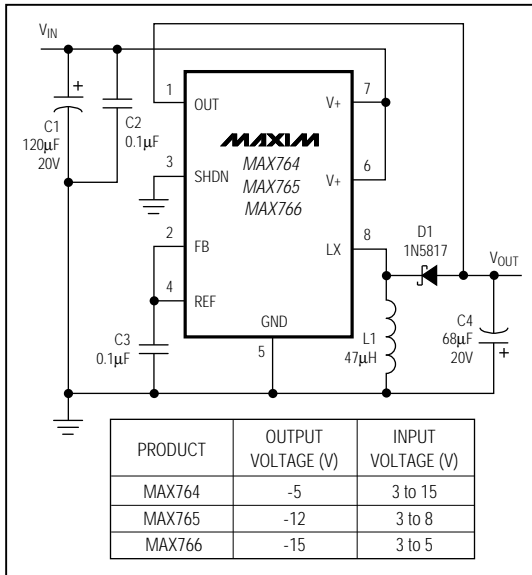 VIN
VOUT
C1
120µF
20V
+
C2
0.1µF
1
OUT
3
SHDN
2
FB
4
REF
C3
0.1µF
MAXIM
MAX764
MAX765
MAX766
GND
5
V+
7
V+
6
LX
8
D1
1N5817
L1
47µH
C4
68µF
20V
+
PRODUCT
OUTPUT
VOLTAGE (V)
INPUT
VOLTAGE (V)
MAX764
-5
3 to 15
MAX765
-12
3 to 8
MAX766
-15
3 to 5